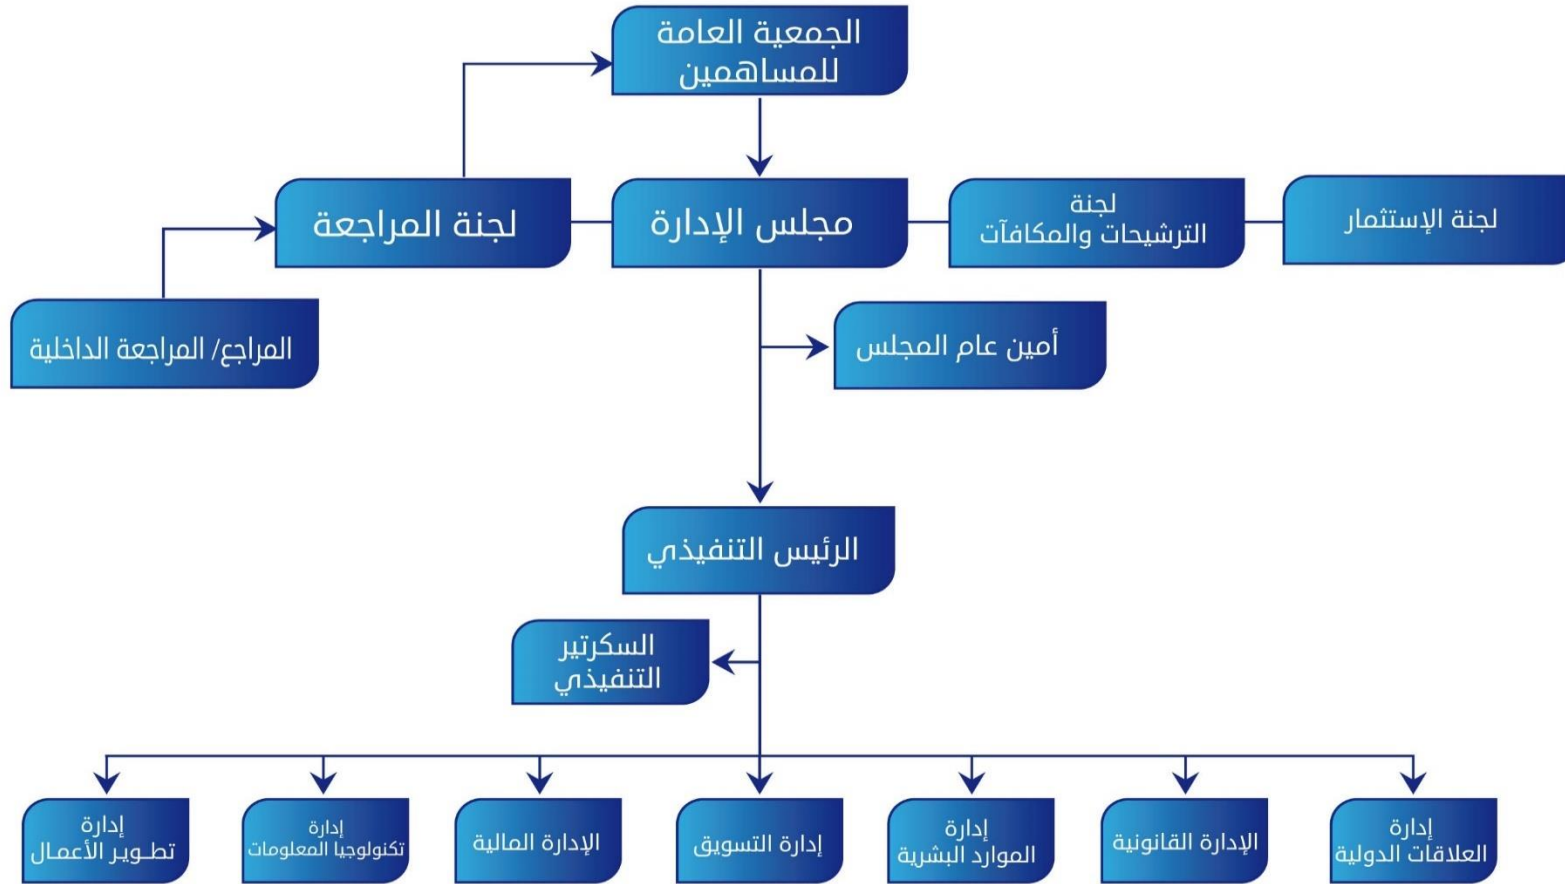 الجمعية العامة
للمساهمين
لجنة الإستثمار
لجنة
الترشيحات والمكافآت
مجلس الإدارة
لجنة المراجعة
أمين عام المجلس
المراجع/ المراجعة الداخلية
الرئيس التنفيذي
السكرتير
التنفيذي
إدارة
العلاقات الدولية
الإدارة القانونية
إدارة
الموارد البشرية
إدارة التسويق
الإدارة المالية
إدارة
تكنولوجيا المعلومات
إدارة
تطـويـر الأعمـال